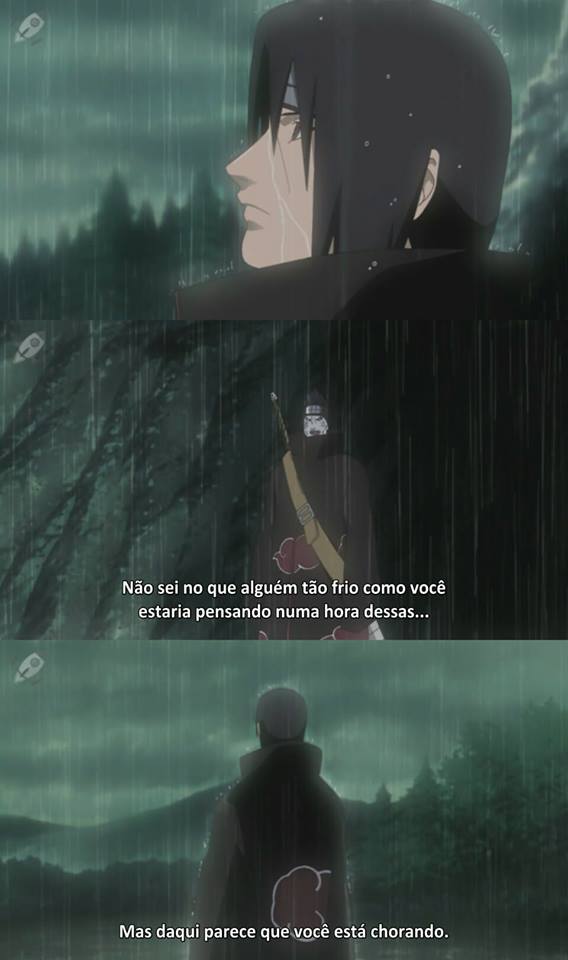 Não sei no que alguém tão frio como você
estaria pensando numa hora dessas...
Mas daqui parece que você está chorando.